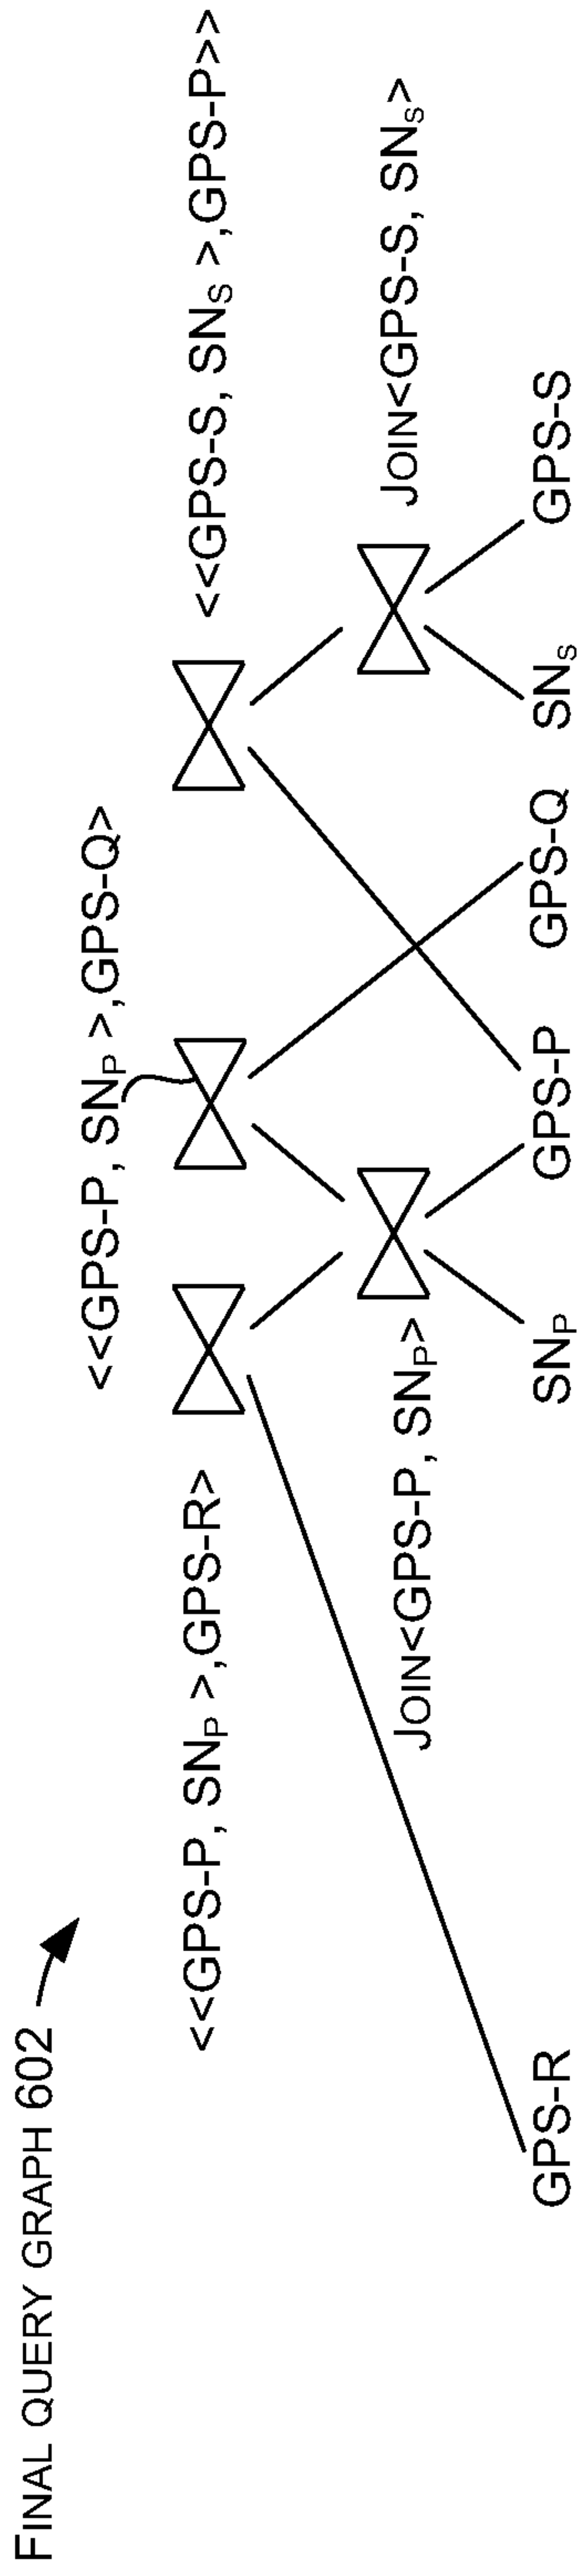 FINAL QUERY GRAPH 602
<<GPS-P, SNP >,GPS-Q>
<<GPS-P, SNP >,GPS-R>
<<GPS-S, SNS >,GPS-P>>
JOIN<GPS-P, SNP>
JOIN<GPS-S, SNS>
GPS-R
SNP
GPS-P
GPS-Q
SNS
GPS-S